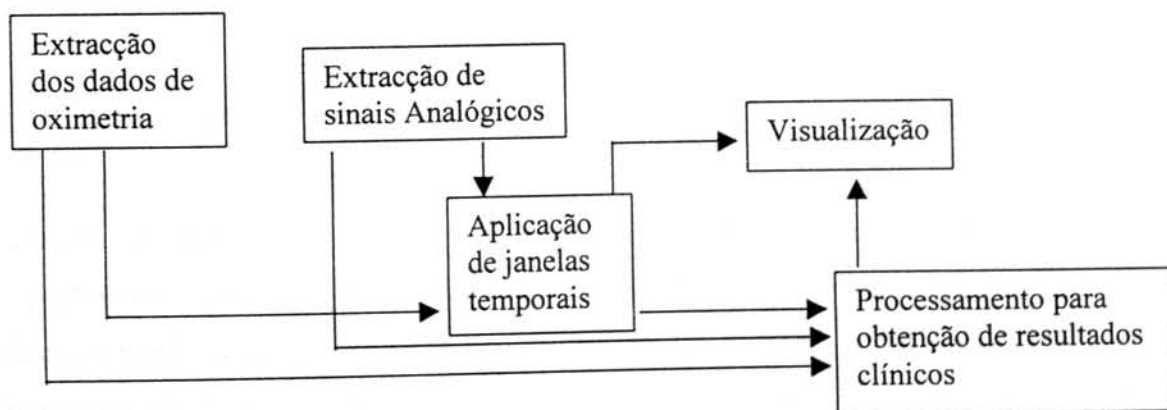 Extracção
dos dados de
oximetria
Extracção de
sinais Analógicos
Visualização
Aplicação
de janelas
temporais
Processamento para
obtenção de resultados
clínicos